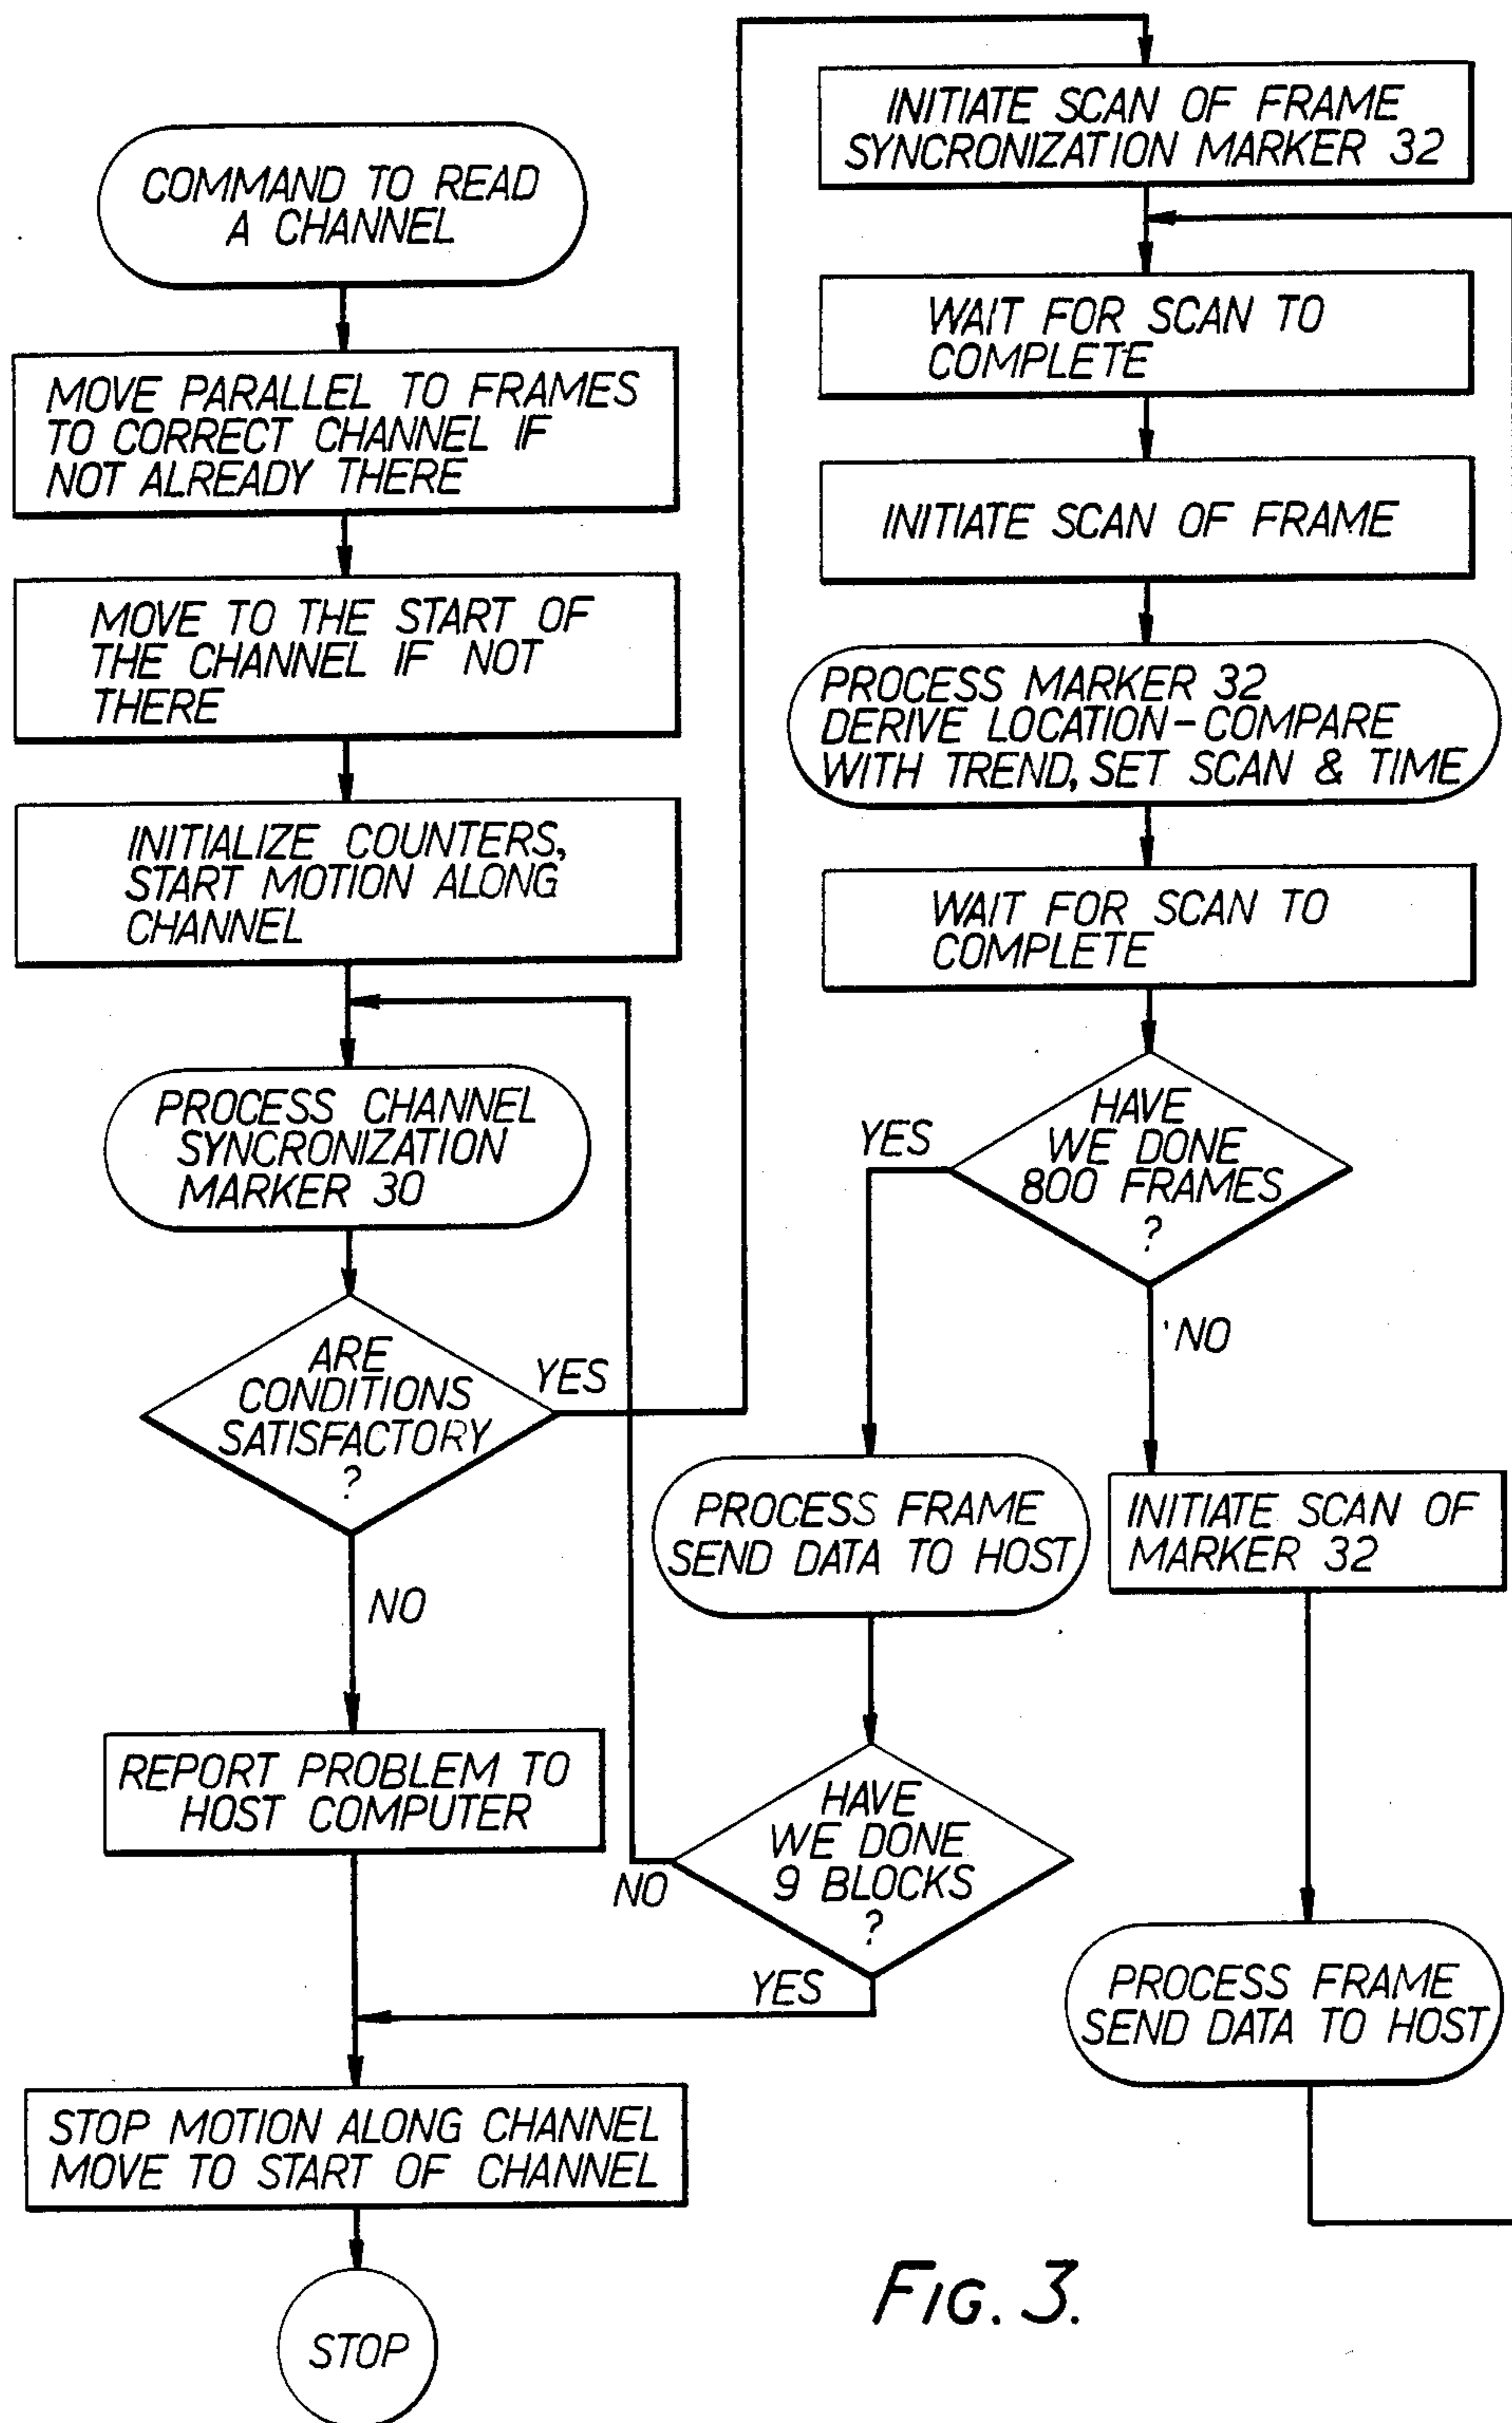 COMMAND TO READ
A CHANNEL
MOVE PARALLEL TO FRAMES
TO CORRECT CHANNEL IF
NOT ALREADY THERE
MOVE TO THE START OF
THE CHANNEL IF NOT
THERE
INITIALIZE COUNTERS,
START MOTION ALONG
CHANNEL
PROCESS CHANNEL
SYNCRONIZATION
MARKER 30
ARE
CONDITIONS
SATISFACTORY
?
YES
NO
REPORT PROBLEM TO
HOST COMPUTER
STOP MOTION ALONG CHANNEL
MOVE TO START OF CHANNEL
STOP
INITIATE SCAN OF FRAME
SYNCRONIZATION MARKER 32
WAIT FOR SCAN TO
COMPLETE
INITIATE SCAN OF FRAME
PROCESS MARKER 32
DERIVE LOCATION-COMPARE
WITH TREND, SET SCAN & TIME
WAIT FOR SCAN TO
COMPLETE
HAVE
WE DONE
800 FRAMES
?
YES
NO
PROCESS FRAME
SEND DATA TO HOST
HAVE
WE DONE
9 BLOCKS
?
NO
YES
INITIATE SCAN OF
MARKER 32
PROCESS FRAME
SEND DATA TO HOST
FIG. 3.